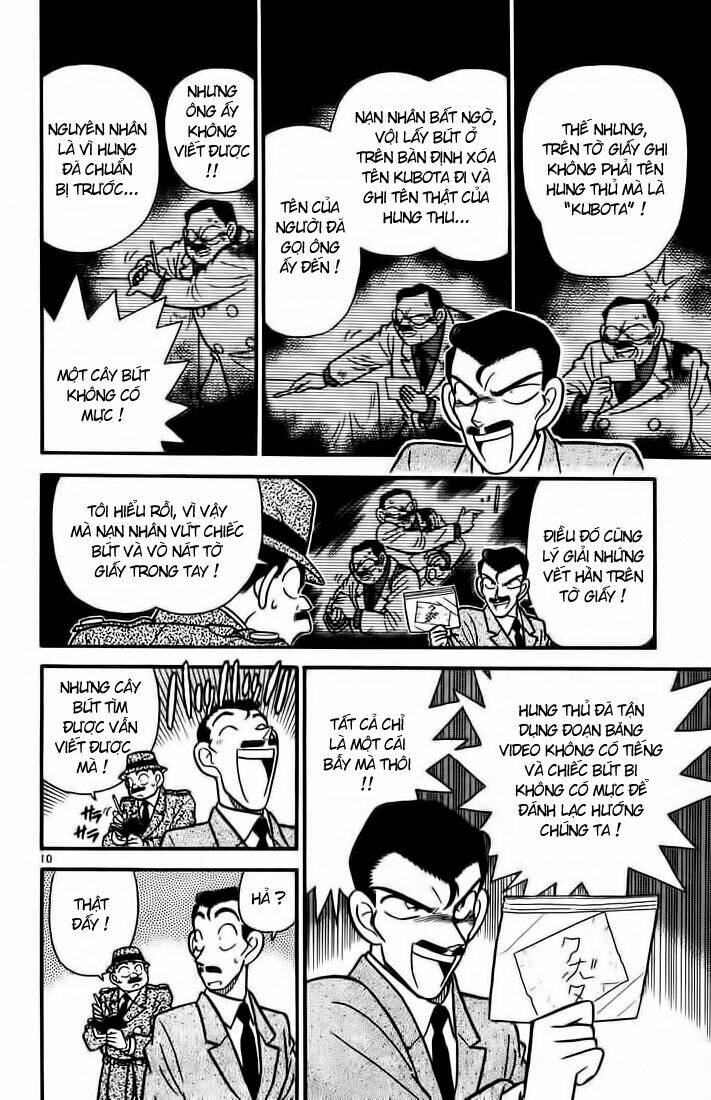 THẾ NHƯNG,
TRÊN TỜ GIẤY GHI
KHÔNG PHẢI TÊN
HUNG THỦ MÀ LÀ
"KUBOTA" !
NẠN NHÂN BẤT NGỜ,
VỘI LẤY BÚT Ở
TRÊN BÀN ĐỊNH XÓA
TÊN KUBOTA ĐI VÀ
GHI TÊN THẬT CỦA
HUNG THU...
TÊN CỦA
NGƯỜI ĐÃ
GỌI ÔNG
ẤY ĐẾN !
NHƯNG
ÔNG ẤY
KHÔNG
VIẾT ĐƯỢC
!!
NGUYÊN NHÂN
LÀ VÌ HUNG
ĐÃ CHUẨN
BỊ TRƯỚC...
MỘT CÂY BÚT
KHÔNG CÓ
MỰC !
ĐIỀU ĐÓ CŨNG
LÝ GIẢI NHỮNG
VẾT HẰN TRÊN
TỜ GIẤY !
TÔI HIỂU RỒI, VÌ VẬY
MÀ NẠN NHÂN VỨT CHIẾC
BÚT VÀ VÒ NÁT TỜ
GIẤY TRONG TAY !
HUNG THỦ ĐÃ TẬN
DỤNG ĐOẠN BĂNG
VIDEO KHÔNG CÓ TIẾNG
VÀ CHIẾC BÚT BI
KHÔNG CÓ MỰC ĐỂ
ĐÁNH LẠC HƯỚNG
CHÚNG TA !
TẤT CẢ CHỈ
LÀ MỘT CÁI
BẪY MÀ THÔI
!!
クボタ
NHƯNG CÂY
BÚT TÌM
ĐƯỢC VẪN
VIẾT ĐƯỢC
MÀ !
10
HẢ ?
THẬT
ĐẤY !